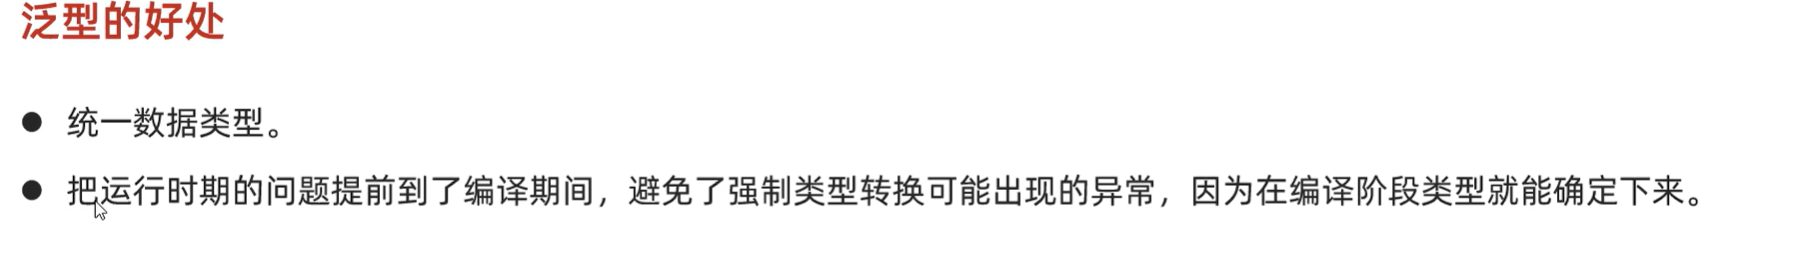 泛型的好处
● 统一数据类型。
● 把运行时期的问题提前到了编译期间，避免了强制类型转换可能出现的异常，因为在编译阶段类型就能确定下来。